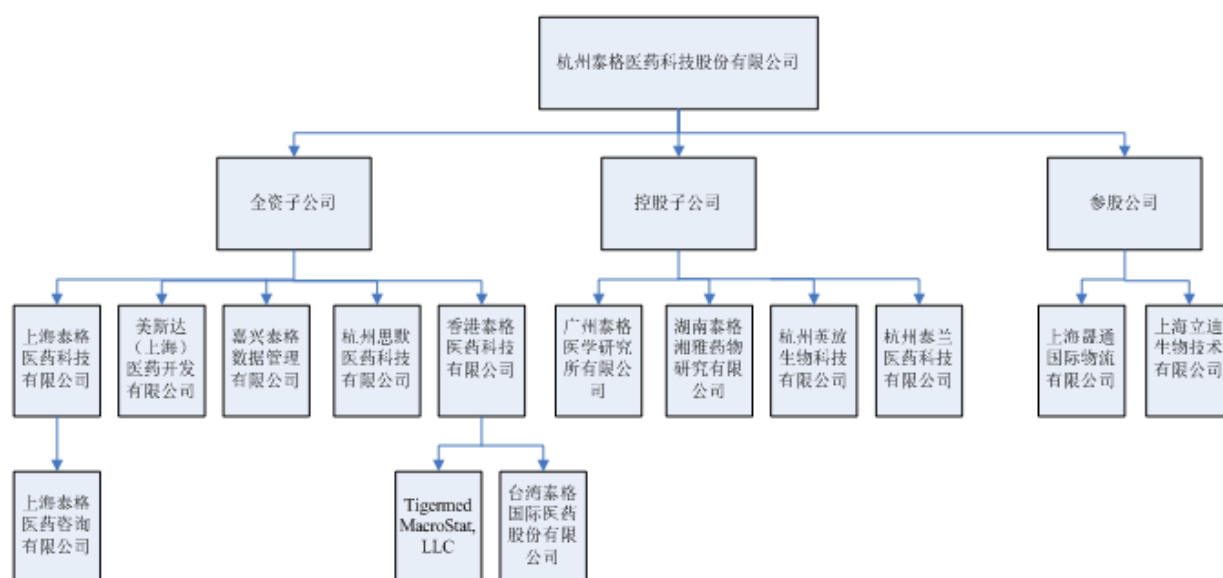 杭州泰格医药科技股份有限公司
全资子公司
控股子公司
参股公司
上海泰格
医药科技
有限公司
美斯达
（上海）
医药开发
有限公司
嘉兴泰格
数据管理
有限公司
杭州思默
医药科技
有限公司
香港泰格
医药科技
有限公司
广州泰格
医学研究
所有限公
司
湖南泰格
湘雅药物
研究有限
公司
杭州英放
生物科技
有限公司
杭州泰兰
医药科技
有限公司
上海晟通
国际物流
有限公司
上海立迪
生物技术
有限公司
上海泰格
医药咨询
有限公司
Tigermed
MacroStat,
LLC
台湾泰格
国际医药
股份有限
公司